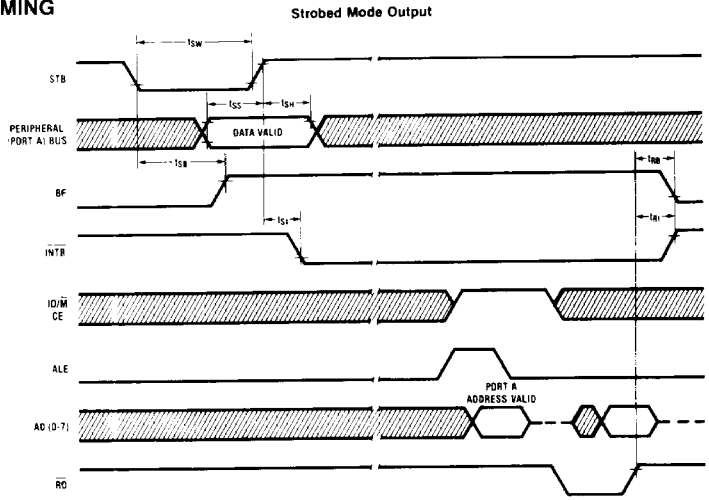 MING
Strobed Mode Output
tSW
STB
tSS
tSH
PERIPHERAL
(PORT A) BUS
DATA VALID
tSB
tRB
BF
tSI
tRI
INTR
IO/M
CE
ALE
PORT A
ADDRESS VALID
AD (0-7)
RD